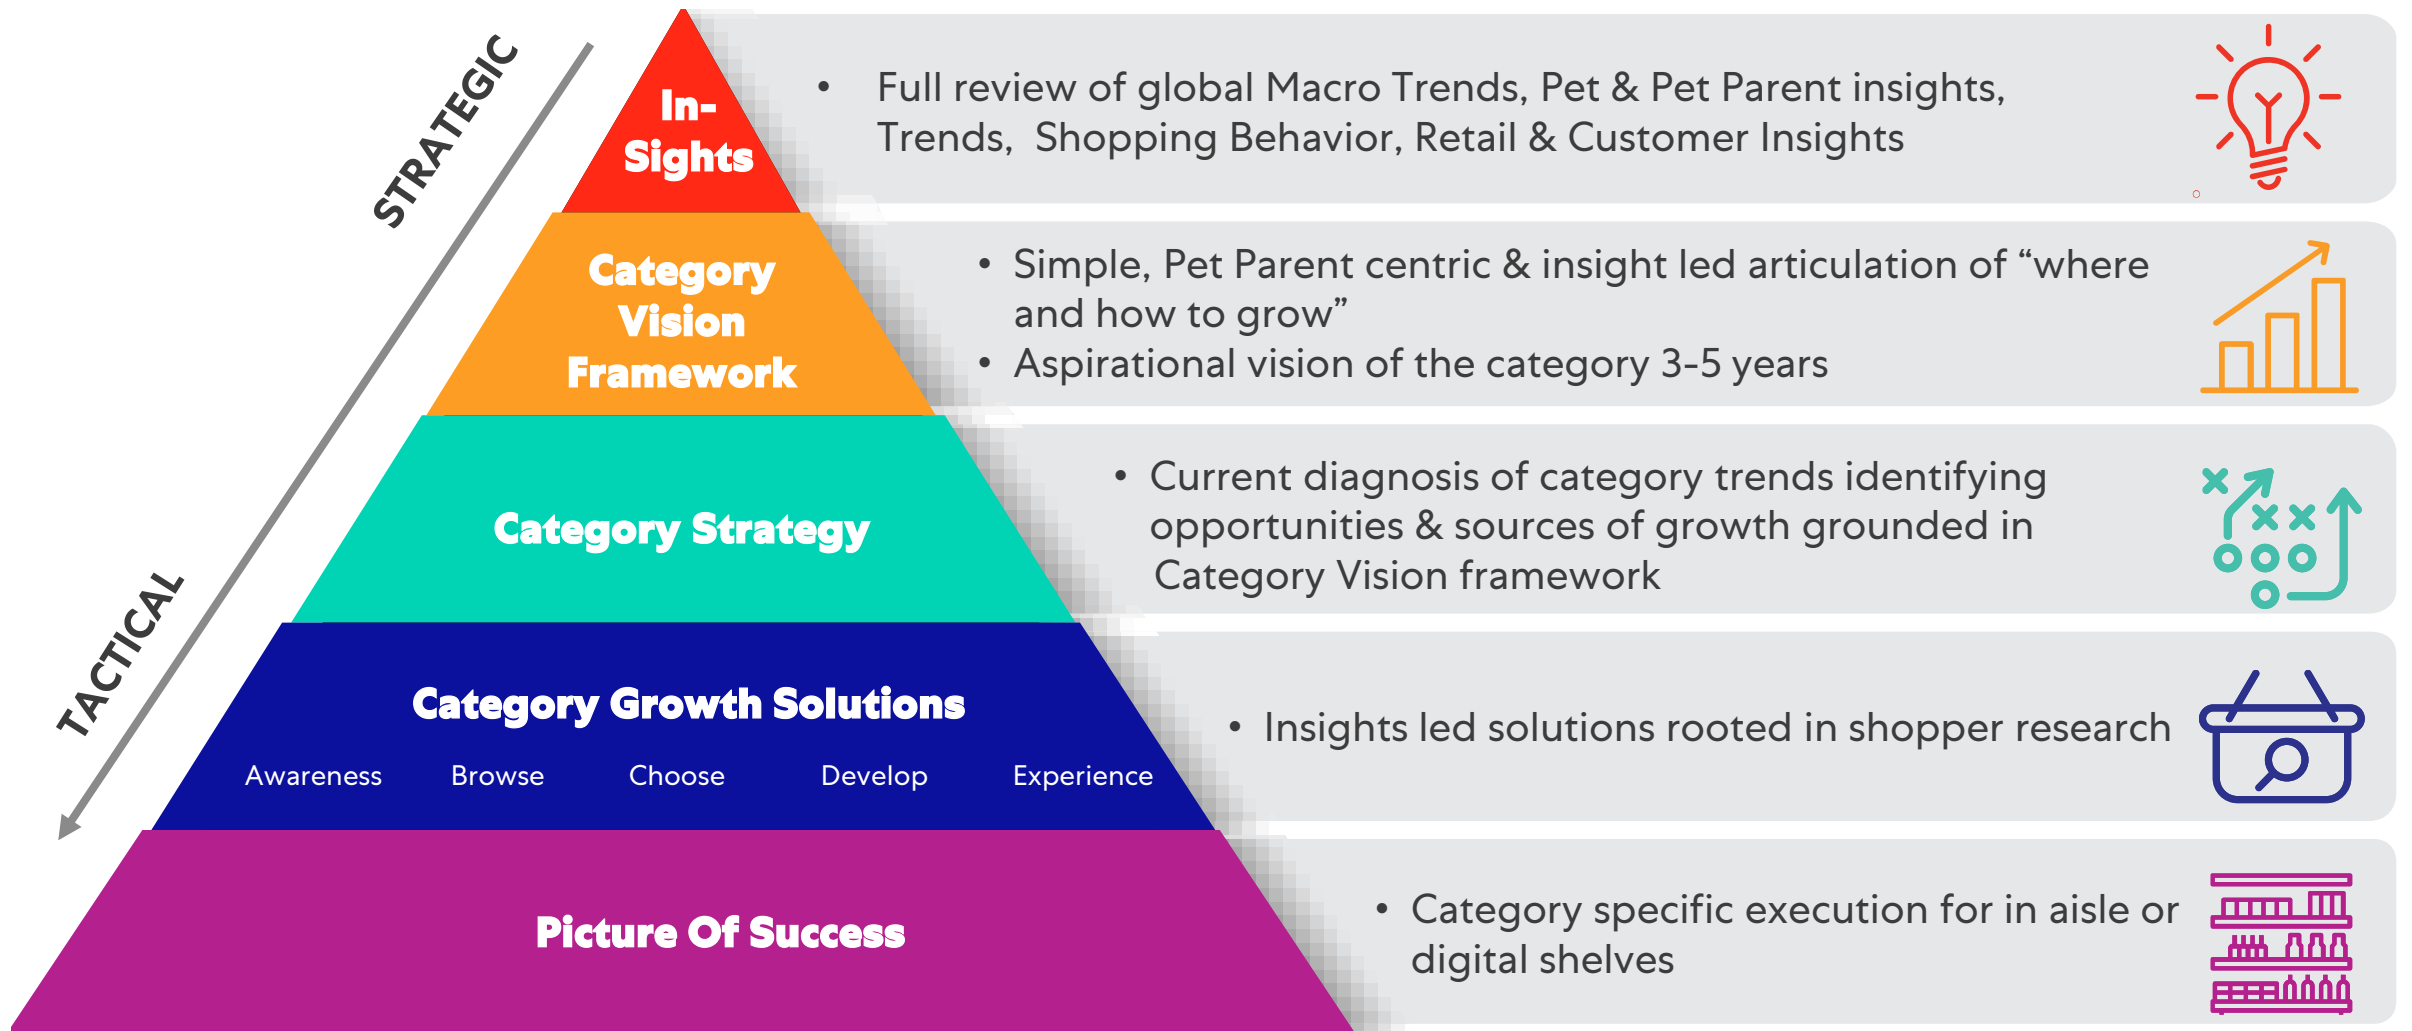 STRATEGIC
TACTICAL
In-
Sights
• Full review of global Macro Trends, Pet & Pet Parent insights,
Trends, Shopping Behavior, Retail & Customer Insights
Category
Vision
Framework
• Simple, Pet Parent centric & insight led articulation of “where
and how to grow”
• Aspirational vision of the category 3-5 years
Category Strategy
• Current diagnosis of category trends identifying
opportunities & sources of growth grounded in
Category Vision framework
Category Growth Solutions
Awareness Browse Choose Develop Experience
• Insights led solutions rooted in shopper research
Picture Of Success
• Category specific execution for in aisle or
digital shelves